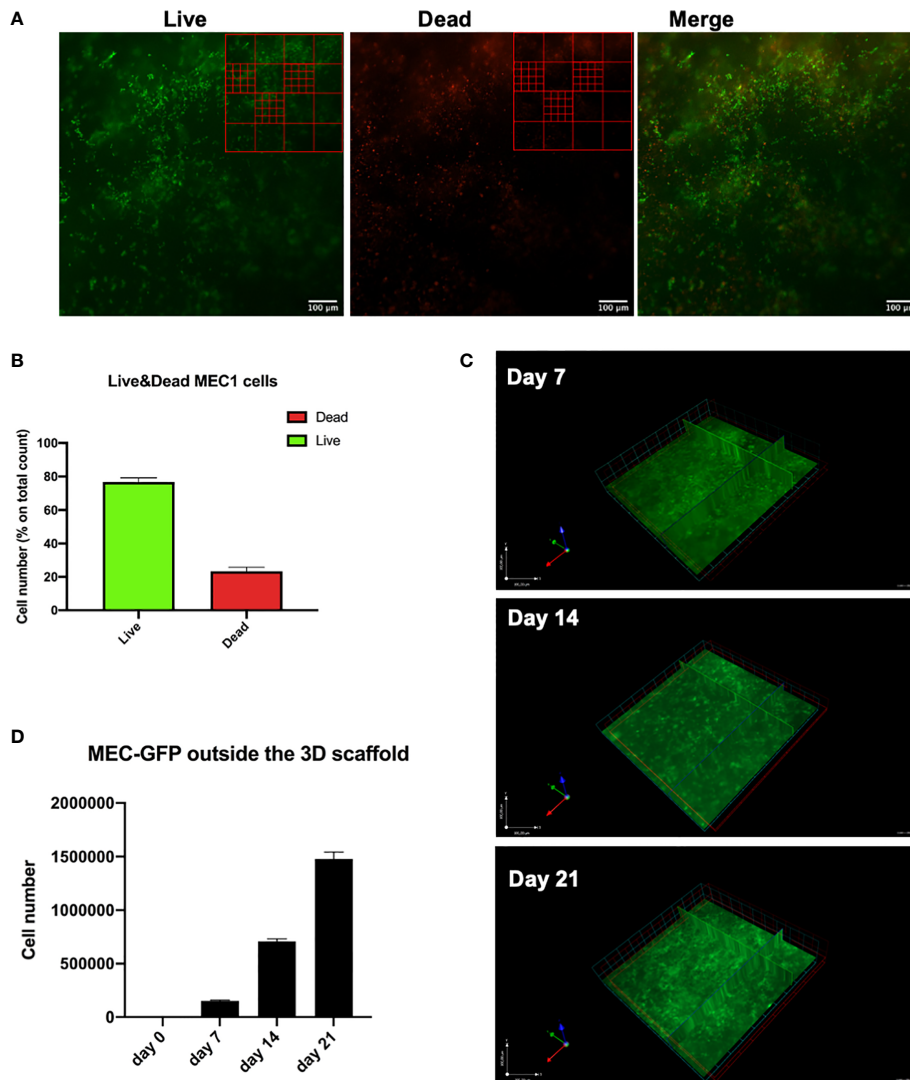 A
Live
Dead
Merge
100 µm
100 µm
100 µm
B
Live&Dead MEC1 cells
Dead
Live
Cell number (% on total count)
100
80
60
40
20
0
Live
Dead
C
Day 7
Day 14
Day 21
D
MEC-GFP outside the 3D scaffold
Cell number
2000000
1500000
1000000
500000
0
day 0
day 7
day 14
day 21